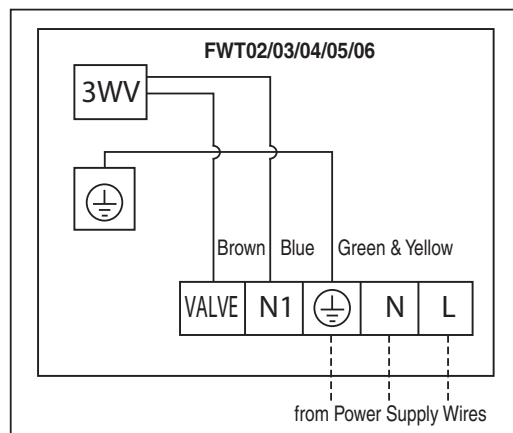 FWT02/03/04/05/06
3WV
Brown Blue Green & Yellow
VALVE N1 N L
from Power Supply Wires